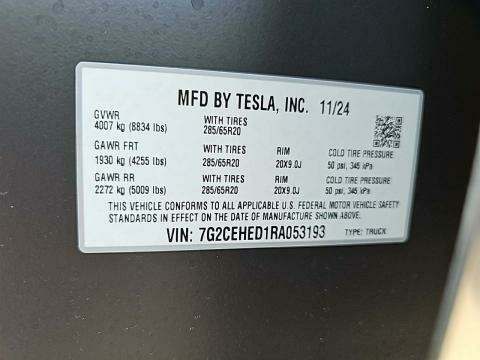 MFD BY TESLA, INC. 11/24
GVWR WITH TIRES
4007 kg (8834 lbs) 285/65R20
GAWR FRT WITH TIRES RIM COLD TIRE PRESSURE
1930 kg (4255 lbs) 285/65R20 20X9.0J 50 psi, 345 kPa
GAWR RR WITH TIRES RIM COLD TIRE PRESSURE
2272 kg (5009 lbs) 285/65R20 20X9.0J 50 psi, 345 kPa
THIS VEHICLE CONFORMS TO ALL APPLICABLE U.S. FEDERAL MOTOR VEHICLE SAFETY
STANDARDS IN EFFECT ON THE DATE OF MANUFACTURE SHOWN ABOVE.
VIN: 7G2CEHED1RA053193 TYPE: TRUCK